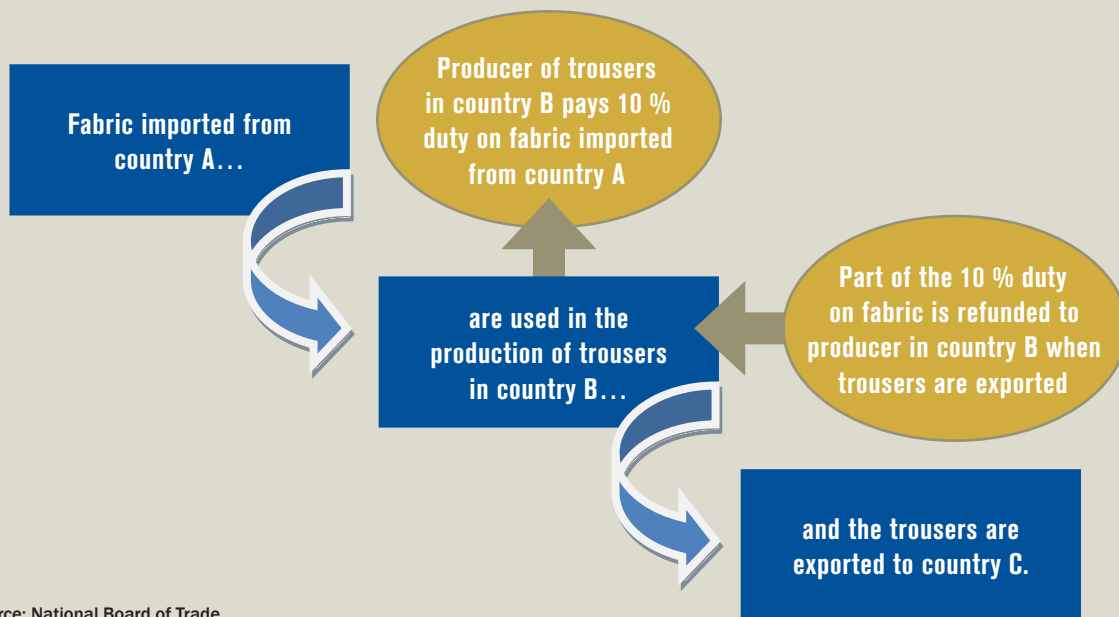 Fabric imported from
country A...
Producer of trousers
in country B pays 10 %
duty on fabric imported
from country A
are used in the
production of trousers
in country B...
Part of the 10 % duty
on fabric is refunded to
producer in country B when
trousers are exported
and the trousers are
exported to country C.
rce: National Board of Trade